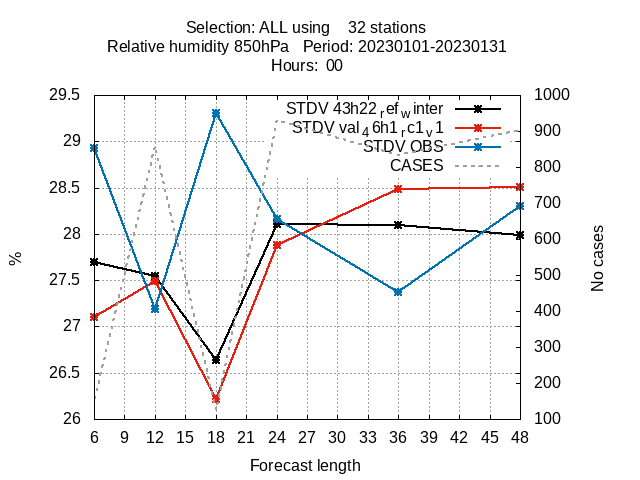 Selection: ALL using    32 stations
Relative humidity 850hPa   Period: 20230101-20230131
Hours:  00
STDV 43h22ref winter
STDV val46h1rc1v1
STDV OBS
CASES
29.5
29
28.5
28
27.5
27
26.5
26
%
1000
900
800
700
600
500
400
300
200
100
No cases
6 9 12 15 18 21 24 27 30 33 36 39 42 45 48
Forecast length